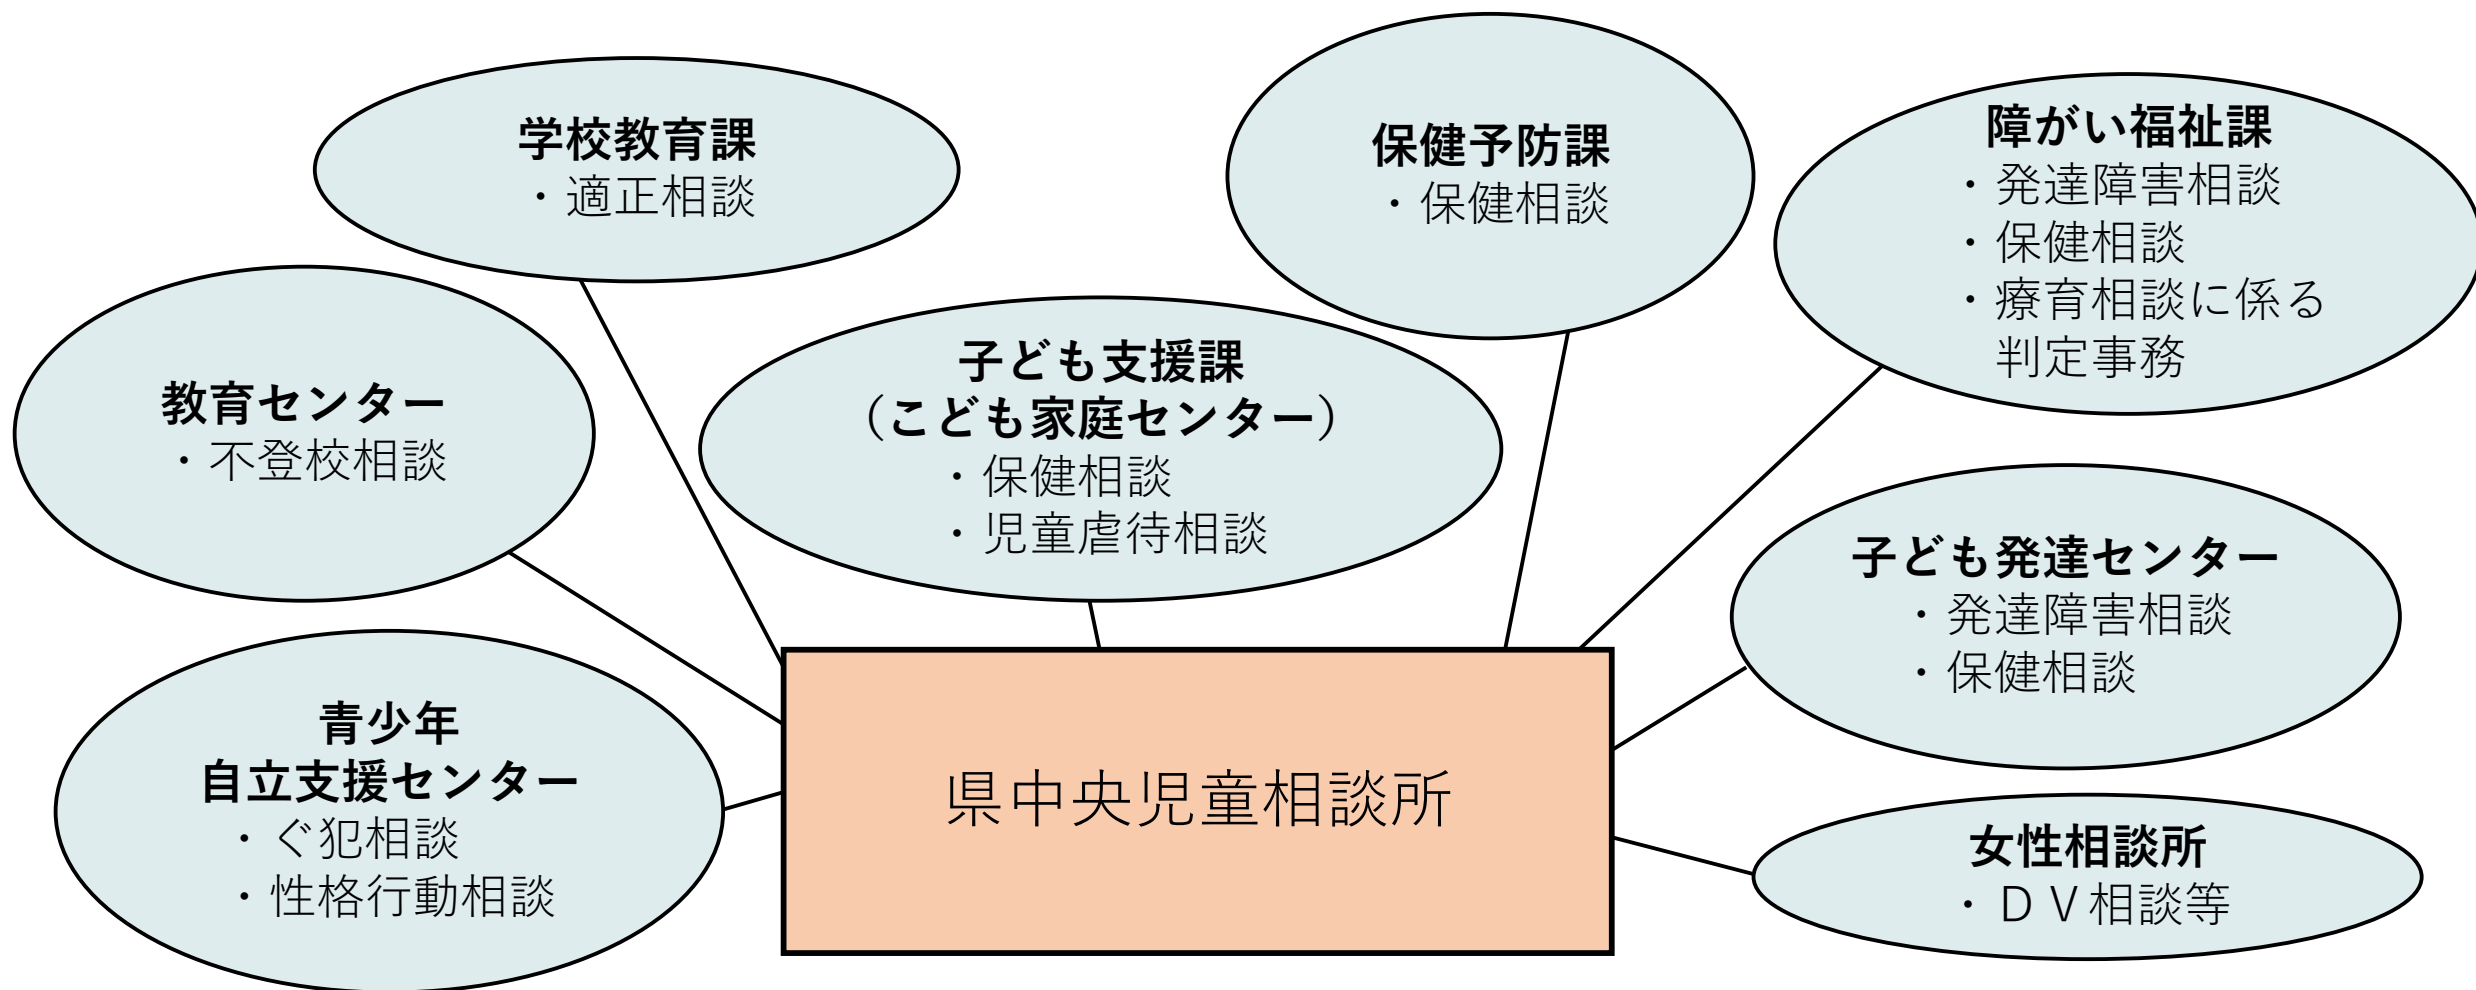 学校教育課
・適正相談
保健予防課
・保健相談
障がい福祉課
・発達障害相談
・保健相談
・療育相談に係る
判定事務
教育センター
・不登校相談
子ども支援課
（こども家庭センター）
・保健相談
・児童虐待相談
子ども発達センター
・発達障害相談
・保健相談
青少年
自立支援センター
・ぐ犯相談
・性格行動相談
県中央児童相談所
女性相談所
・ＤＶ相談等